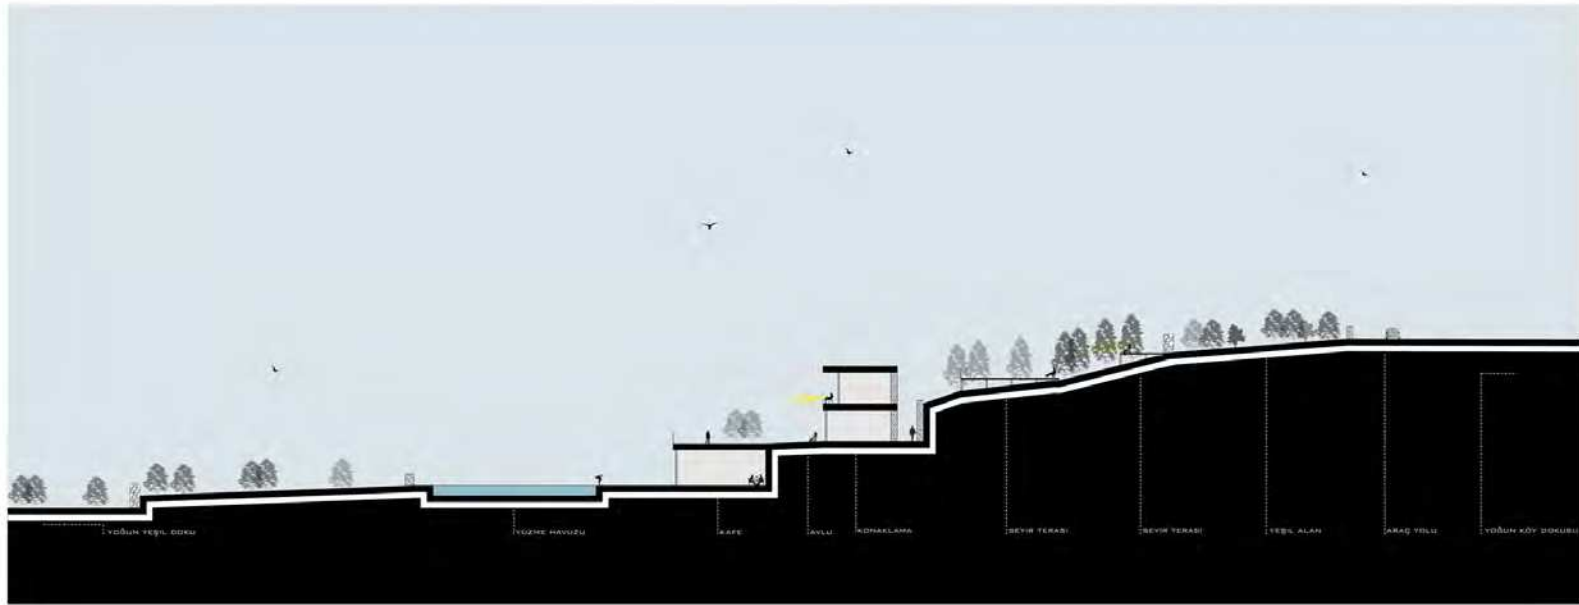 YOĞUN YEŞİL DOKU
YÜZME HAVUZU
KAFE
AVLU
KONAKLAMA
SEYİR TERASI
SEYİR TERASI
YEŞİL ALAN
ARAÇ YOLU
YOĞUN KÖY DOKUSU